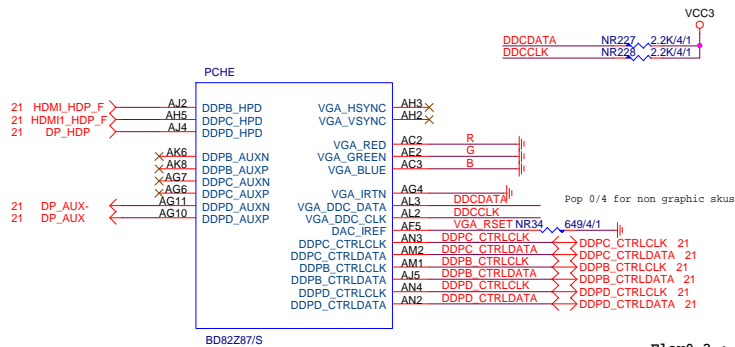 VCC3
DDCDATA NR227 2.2K/4/1
DDCCLK NR228 2.2K/4/1
PCHE
21 HDMI_HDP_F AJ2 DDPB_HPD VGA_HSYNC AH3
21 HDMI1_HDP_F AH5 DDPC_HPD VGA_VSYNC AH2
21 DP_HDP AJ4 DDPD_HPD
VGA_RED AC2 R
AK6 DDPB_AUXN VGA_GREEN AE2 G
AK8 DDPB_AUXP VGA_BLUE AC3 B
AG7 DDPC_AUXN
AG6 DDPC_AUXP VGA_IRTN AG4
21 DP_AUX- AG11 DDPD_AUXN VGA_DDC_DATA AL3 DDCDATA Pop 0/4 for non graphic skus
21 DP_AUX AG10 DDPD_AUXP VGA_DDC_CLK AL2 DDCCLK
DAC_IREF AF5 VGA_RSET NR34 649/4/1
DDPC_CTRLCLK AN3 DDPC_CTRLCLK DDPC_CTRLCLK 21
DDPC_CTRLDATA AM2 DDPC_CTRLDATA DDPC_CTRLDATA 21
DDPB_CTRLCLK AM1 DDPB_CTRLCLK DDPB_CTRLCLK 21
DDPB_CTRLDATA AJ5 DDPB_CTRLDATA DDPB_CTRLDATA 21
DDPD_CTRLCLK AN4 DDPD_CTRLCLK DDPD_CTRLCLK 21
DDPD_CTRLDATA AN2 DDPD_CTRLDATA DDPD_CTRLDATA 21
BD82Z87/S